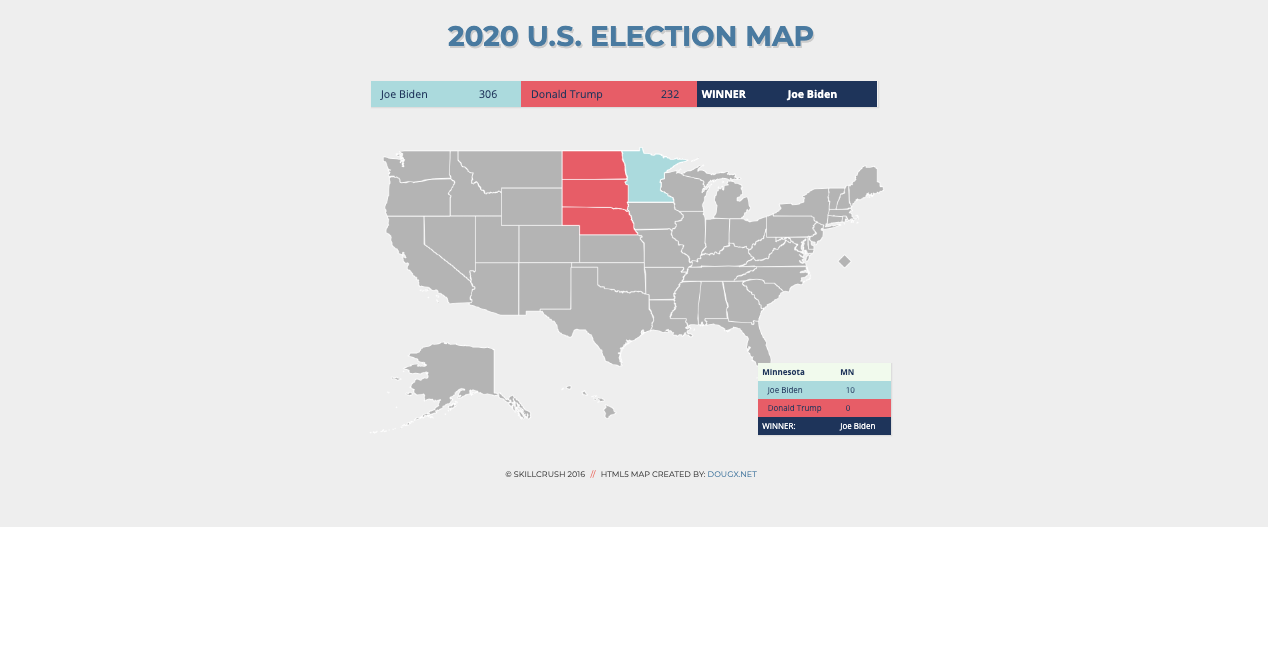 2020 U.S. ELECTION MAP
Joe Biden 306 Donald Trump 232 WINNER Joe Biden
Minnesota MN
Joe Biden 10
Donald Trump 0
WINNER: Joe Biden
© SKILLCRUSH 2016 // HTML5 MAP CREATED BY: DOUGX.NET